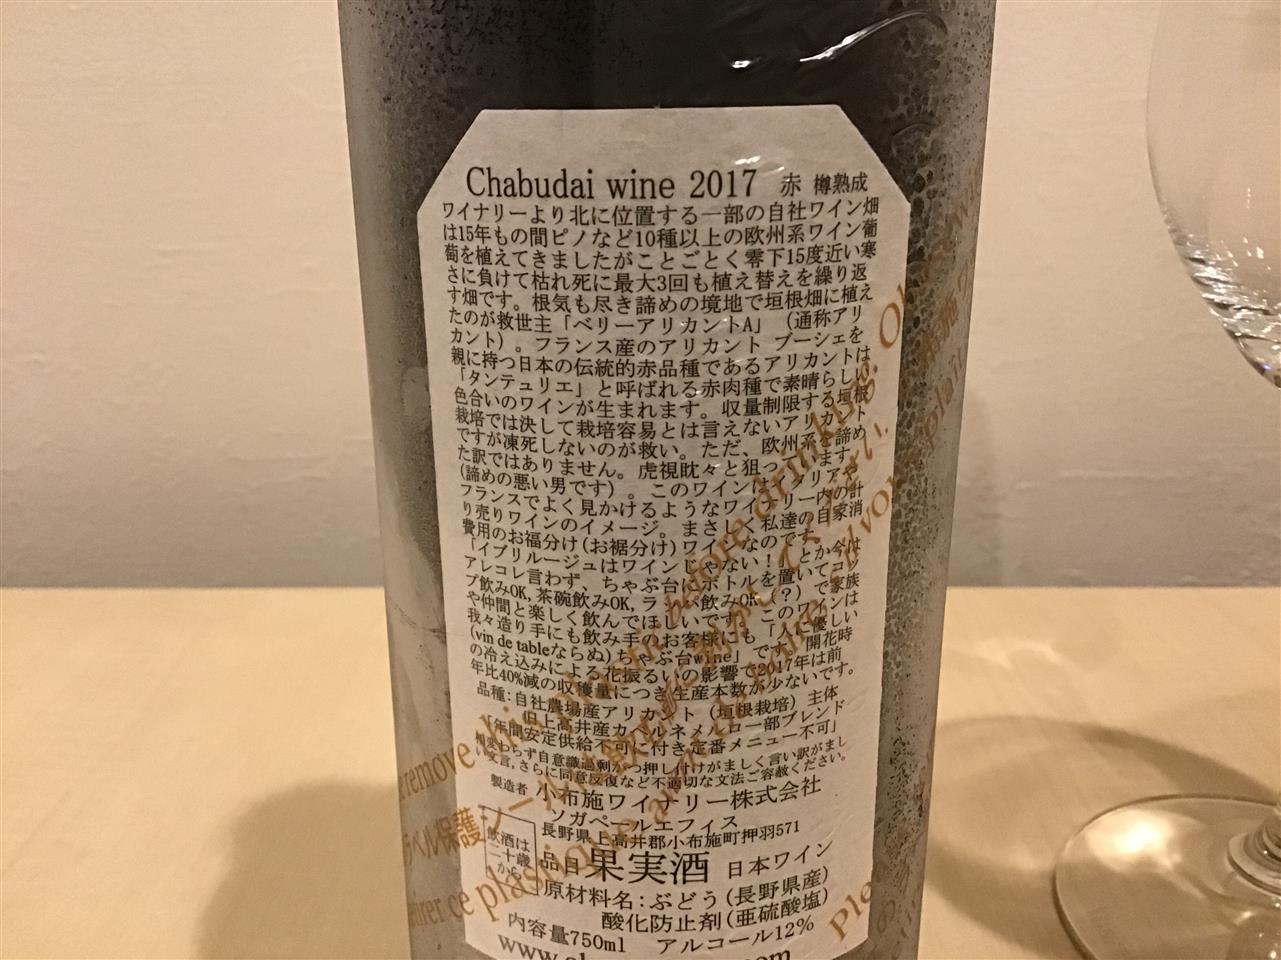 Chabudai wine 2017 赤 樽熟成
ワイナリーより北に位置する一部の自社ワイン畑
は15年もの間ピノなど10種以上の欧州系ワイン葡
萄を植えてきましたがことごとく零下15度近い寒
さに負けて枯れ死に最大3回も植え替えを繰り返
す畑です。根気も尽き諦めの境地で垣根畑に植え
たのが救世主「ベリーアリカントA」（通称アリ
カント）。フランス産のアリカント ブーシェを
親に持つ日本の伝統的赤品種であるアリカントは
「タンテュリエ」と呼ばれる赤肉種で素晴らしい
色合いのワインが生まれます。収量制限する垣根
栽培では決して栽培容易とは言えないアリカント
ですが凍死しないのが救い。ただ、欧州系を諦め
た訳ではありません。虎視眈々と狙っています。
(諦めの悪い男です）。このワインはイタリアや
フランスでよく見かけるようなワイナリー内の計
り売りワインのイメージ。まさしく私達の自家消
費用のお福分け(お裾分け)ワインなのです。
「イブリルージュはワインじゃない！」とか今は
アレコレ言わず、ちゃぶ台にボトルを置いてコッ
プ飲みOK,茶碗飲みOK,ラッパ飲みOK（？）で家族
や仲間と楽しく飲んでほしいです。このワインは
我々造り手にも飲み手のお客様にも「人に優しい
(vin de tableならぬ)ちゃぶ台wine」です。開花時
の冷え込みによる花振るいの影響で2017年は前
年比40%減の収穫量につき生産本数が少ないです。
品種：自社農場産アリカント（垣根栽培）主体
旧上高井産カベルネメルロー一部ブレンド
「年間安定供給不可に付き定番メニュー不可」
相変わらず自意識過剰かつ押し付けがましく言い訳がまし
い文言,さらに同意反復など不適切な文法ご容赦ください。
製造者 小布施ワイナリー株式会社
ソガペールエフィス
長野県上高井郡小布施町押羽571
飲酒は
二十歳
から
品目 果実酒 日本ワイン
原材料名：ぶどう（長野県産）
酸化防止剤（亜硫酸塩）
内容量750ml アルコール12%
remove this plastic film before drinking.
ラベル保護シール
ce plastique avant